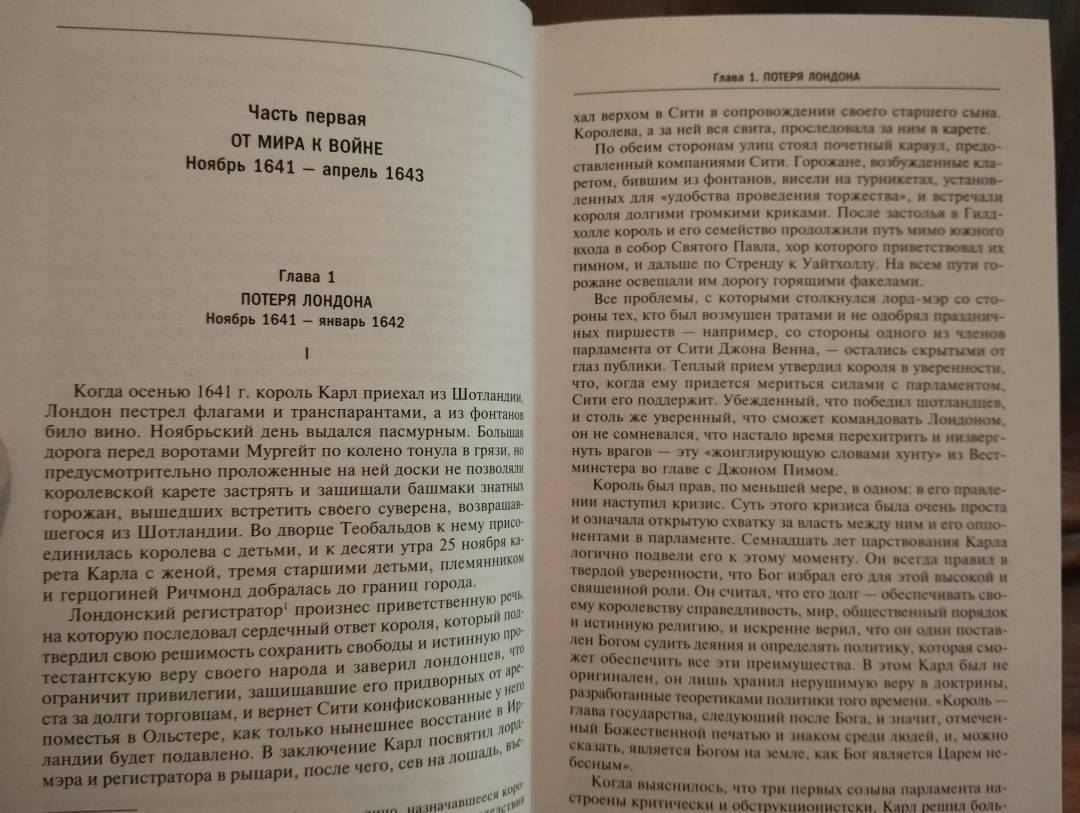 Часть первая
ОТ МИРА К ВОЙНЕ
Ноябрь 1641 — апрель 1643
Глава 1
ПОТЕРЯ ЛОНДОНА
Ноябрь 1641 — январь 1642
I
Когда осенью 1641 г. король Карл приехал из Шотландии,
Лондон пестрел флагами и транспарантами, а из фонтанов
било вино. Ноябрьский день выдался пасмурным. Большая
дорога перед воротами Мургейт по колено тонула в грязи, но
предусмотрительно проложенные на ней доски не позволяли
королевской карете застрять и защищали башмаки знатных
горожан, вышедших встретить своего суверена, возвращав-
шегося из Шотландии. Во дворце Теобальдов к нему присо-
единилась королева с детьми, и к десяти утра 25 ноября ка-
рета Карла с женой, тремя старшими детьми, племянником
и герцогиней Ричмонд добралась до границ города.
Лондонский регистратор1 произнес приветственную речь,
на которую последовал сердечный ответ короля, который под-
твердил свою решимость сохранить свободы и истинную про-
тестантскую веру своего народа и заверил лондонцев, что
ограничит привилегии, защищавшие его придворных от аре-
ста за долги торговцам, и вернет Сити конфискованные у него
поместья в Ольстере, как только нынешнее восстание в Ир-
ландии будет подавлено. В заключение Карл посвятил лорд-
мэра и регистратора в рыцари, после чего, сев на лошадь, въе-
лицо, назначавшееся коро-
Глава 1. ПОТЕРЯ ЛОНДОНА
хал верхом в Сити в сопровождении своего старшего сына.
Королева, а за ней вся свита, проследовала за ним в карете.
По обеим сторонам улиц стоял почетный караул, предо-
ставленный компаниями Сити. Горожане, возбужденные кла-
ретом, бившим из фонтанов, висели на турникетах, установ-
ленных для «удобства проведения торжества», и встречали
короля долгими громкими криками. После застолья в Гилд-
холле король и его семейство продолжили путь мимо южного
входа в собор Святого Павла, хор которого приветствовал их
гимном, и дальше по Стренду к Уайтхоллу. На всем пути го-
рожане освещали им дорогу горящими факелами.
Все проблемы, с которыми столкнулся лорд-мэр со сто-
роны тех, кто был возмущен тратами и не одобрял празднич-
ных пиршеств — например, со стороны одного из членов
парламента от Сити Джона Венна, — остались скрытыми от
глаз публики. Теплый прием утвердил короля в уверенности,
что, когда ему придется мериться силами с парламентом,
Сити его поддержит. Убежденный, что победил шотландцев,
и столь же уверенный, что сможет командовать Лондоном,
он не сомневался, что настало время перехитрить и низверг-
нуть врагов — эту «жонглирующую словами хунту» из Вест-
минстера во главе с Джоном Пимом.
Король был прав, по меньшей мере, в одном: в его правле-
нии наступил кризис. Суть этого кризиса была очень проста
и означала открытую схватку за власть между ним и его оппо-
нентами в парламенте. Семнадцать лет царствования Карла
логично подвели его к этому моменту. Он всегда правил в
твердой уверенности, что Бог избрал его для этой высокой и
священной роли. Он считал, что его долг — обеспечивать сво-
ему королевству справедливость, мир, общественный порядок
и истинную религию, и искренне верил, что он один постав-
лен Богом судить деяния и определять политику, которая смо-
жет обеспечить все эти преимущества. В этом Карл был не
оригинален, он лишь хранил нерушимую веру в доктрины,
разработанные теоретиками политики того времени. «Король —
глава государства, следующий после Бога, и значит, отмечен-
ный Божественной печатью и знаком среди людей, и, можно
сказать, является Богом на земле, как Бог является Царем не-
бесным».
Когда выяснилось, что три первых созыва парламента на-
строены критически и обструкционистски, Карл решил боль-